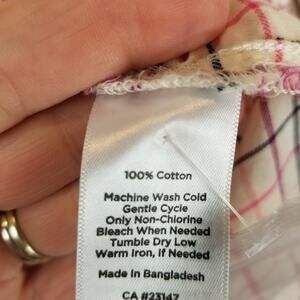 100% Cotton
Machine Wash Cold
Gentle Cycle
Only Non-Chlorine
Bleach When Needed
Tumble Dry Low
Warm Iron, If Needed
Made In Bangladesh
CA #23147